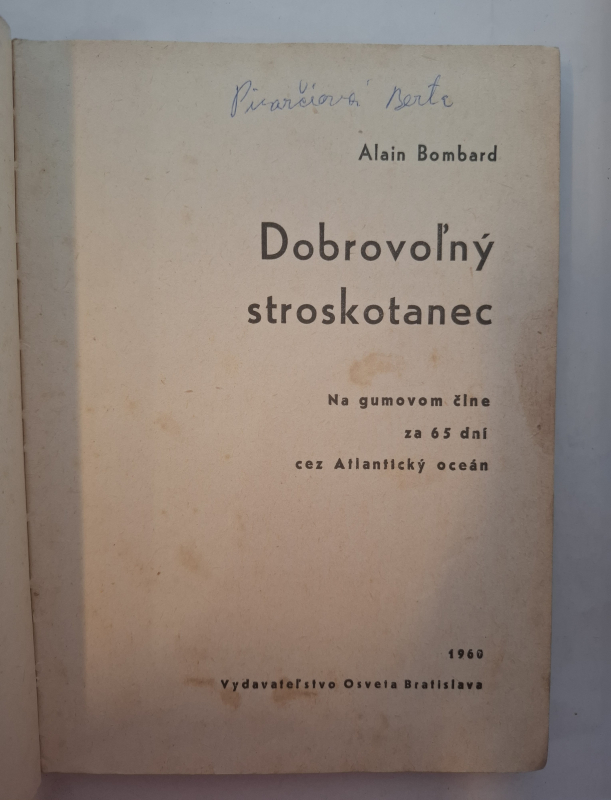 Pivarčiová Berta
Alain Bombard
Dobrovoľný
stroskotanec
Na gumovom člne
za 65 dní
cez Atlantický oceán
1960
Vydavateľstvo Osveta Bratislava